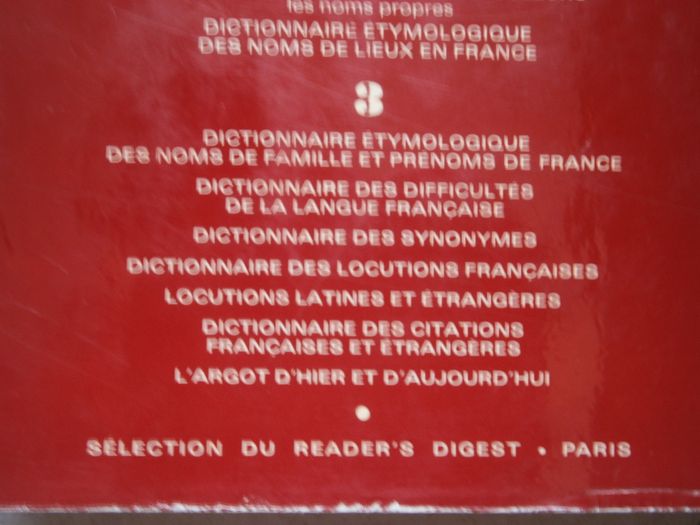 les noms propres
DICTIONNAIRE ÉTYMOLOGIQUE
DES NOMS DE LIEUX EN FRANCE
3
DICTIONNAIRE ÉTYMOLOGIQUE
DES NOMS DE FAMILLE ET PRÉNOMS DE FRANCE
DICTIONNAIRE DES DIFFICULTÉS
DE LA LANGUE FRANÇAISE
DICTIONNAIRE DES SYNONYMES
DICTIONNAIRE DES LOCUTIONS FRANÇAISES
LOCUTIONS LATINES ET ÉTRANGÈRES
DICTIONNAIRE DES CITATIONS
FRANÇAISES ET ÉTRANGÈRES
L'ARGOT D'HIER ET D'AUJOURD'HUI
SÉLECTION DU READER'S DIGEST • PARIS